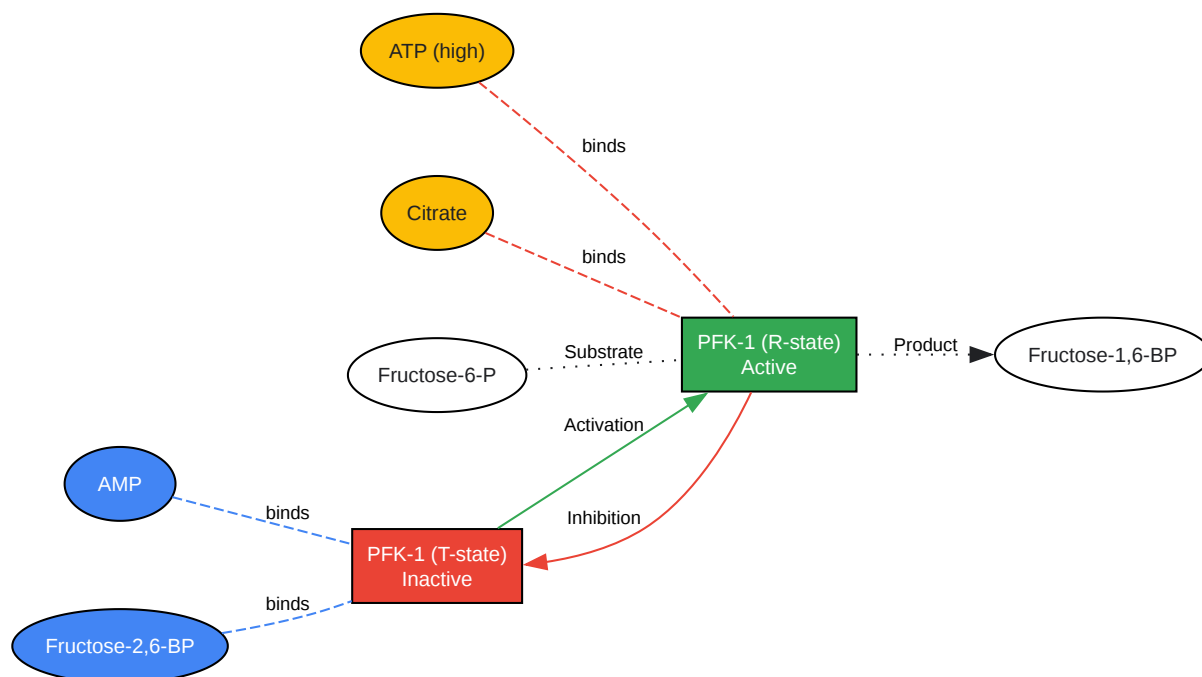 ATP (high)
binds
Citrate
binds
PFK-1 (R-state)
Active
Substrate
Product
Fructose-6-P
Fructose-1,6-BP
Activation
AMP
binds
Inhibition
PFK-1 (T-state)
Inactive
binds
Fructose-2,6-BP